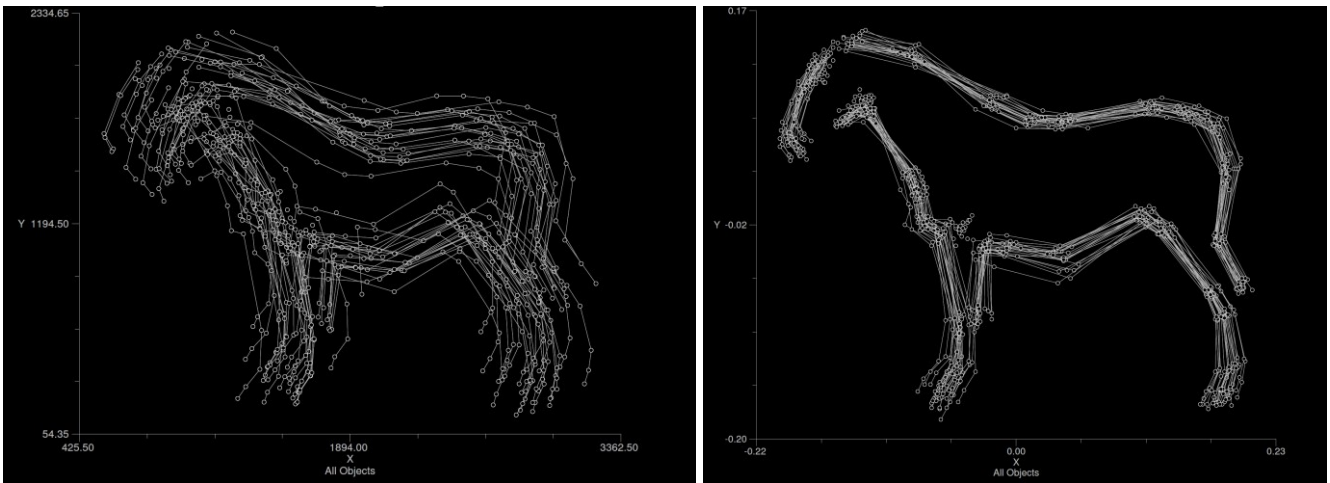 2334.65
Y 1194.50
54.35
425.50 1894.00 3362.50
X
All Objects
0.17
Y -0.02
-0.20
-0.22 0.00 0.23
X
All Objects